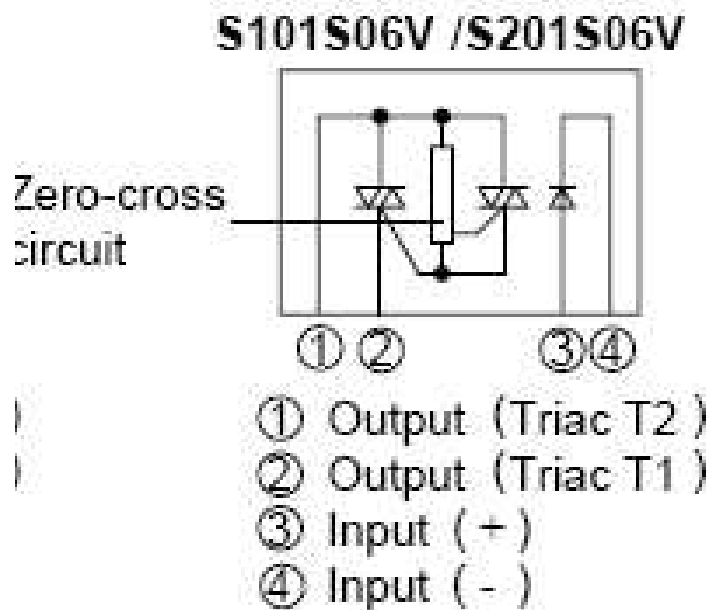 S101S06V /S201S06V
Zero-cross
circuit
① ② ③ ④
)
① Output (Triac T2 )
)
② Output (Triac T1 )
③ Input ( + )
④ Input ( - )